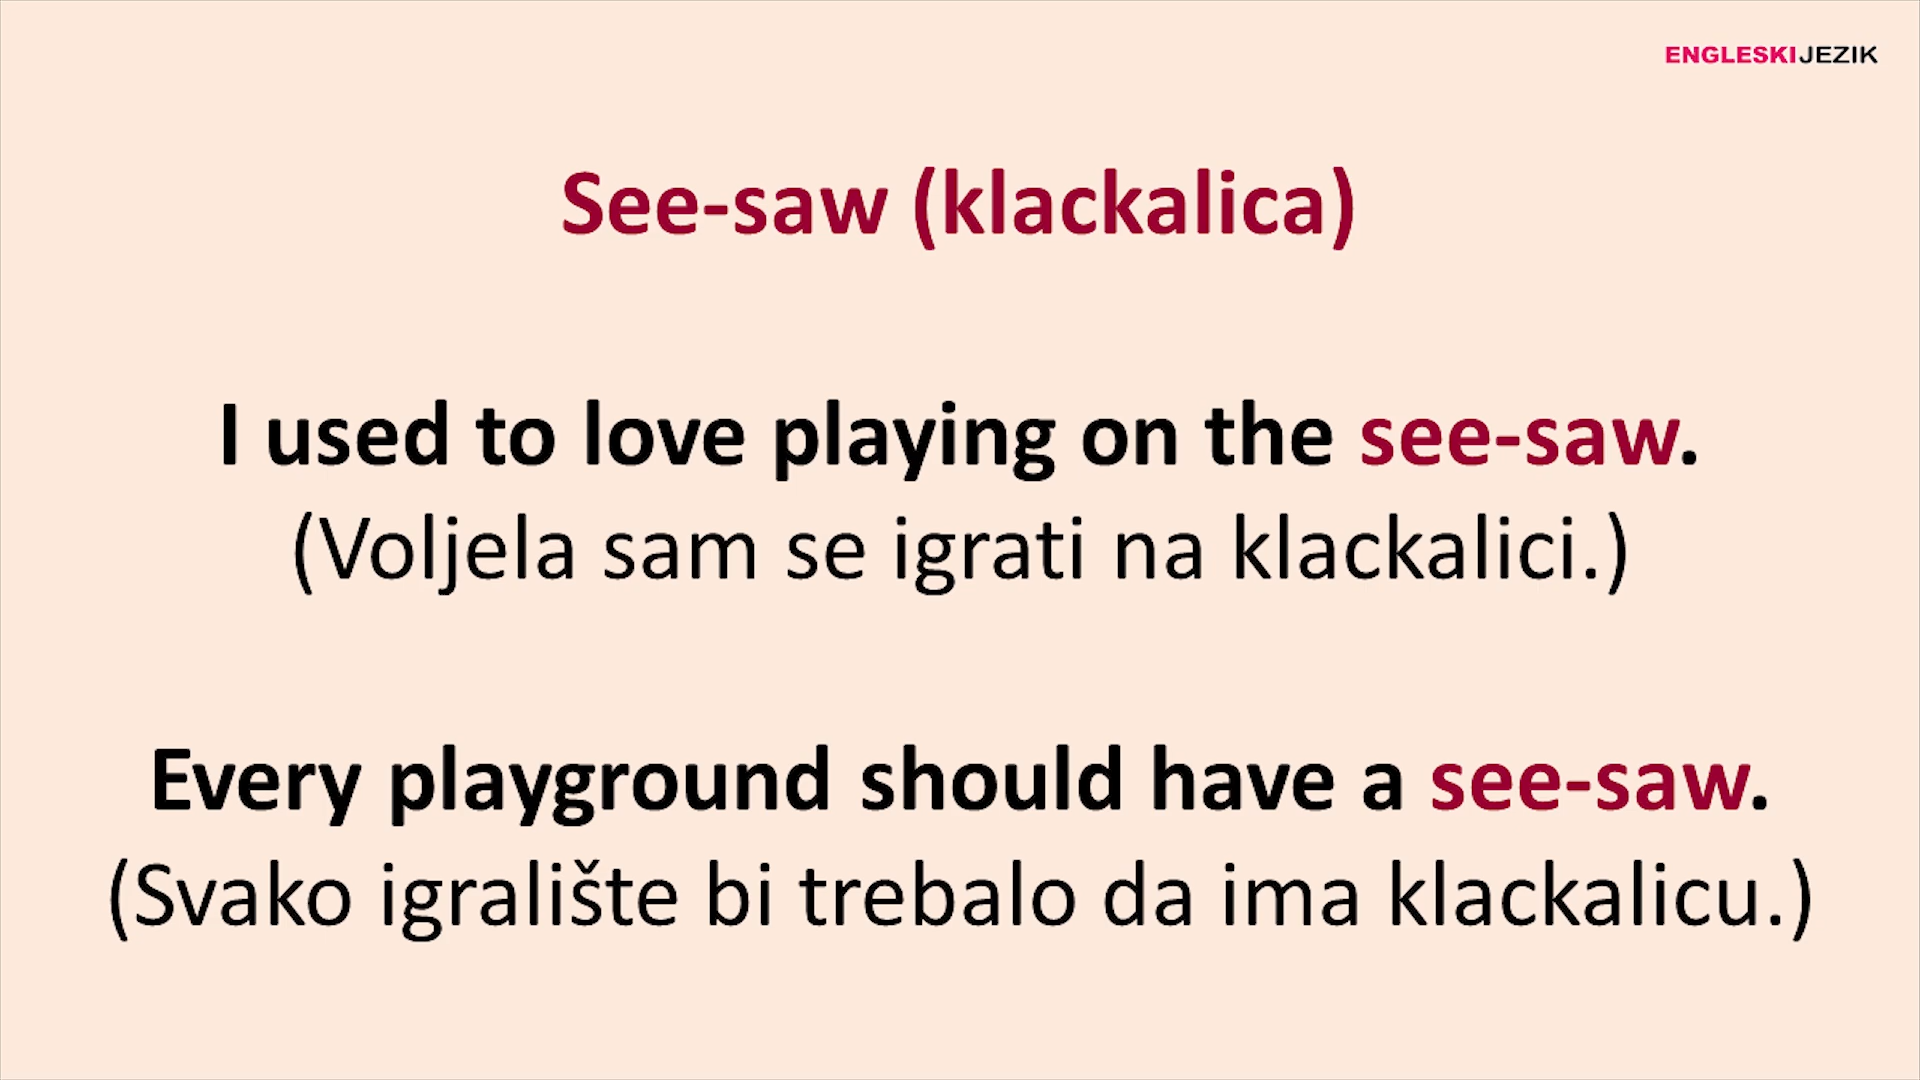 ENGLESKIJEZIK
See-saw (klackalica)
I used to love playing on the see-saw.
(Voljela sam se igrati na klackalici.)
Every playground should have a see-saw.
(Svako igralište bi trebalo da ima klackalicu.)